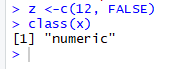 > z <-c(12, FALSE)
> class(x)
[1] "numeric"
>